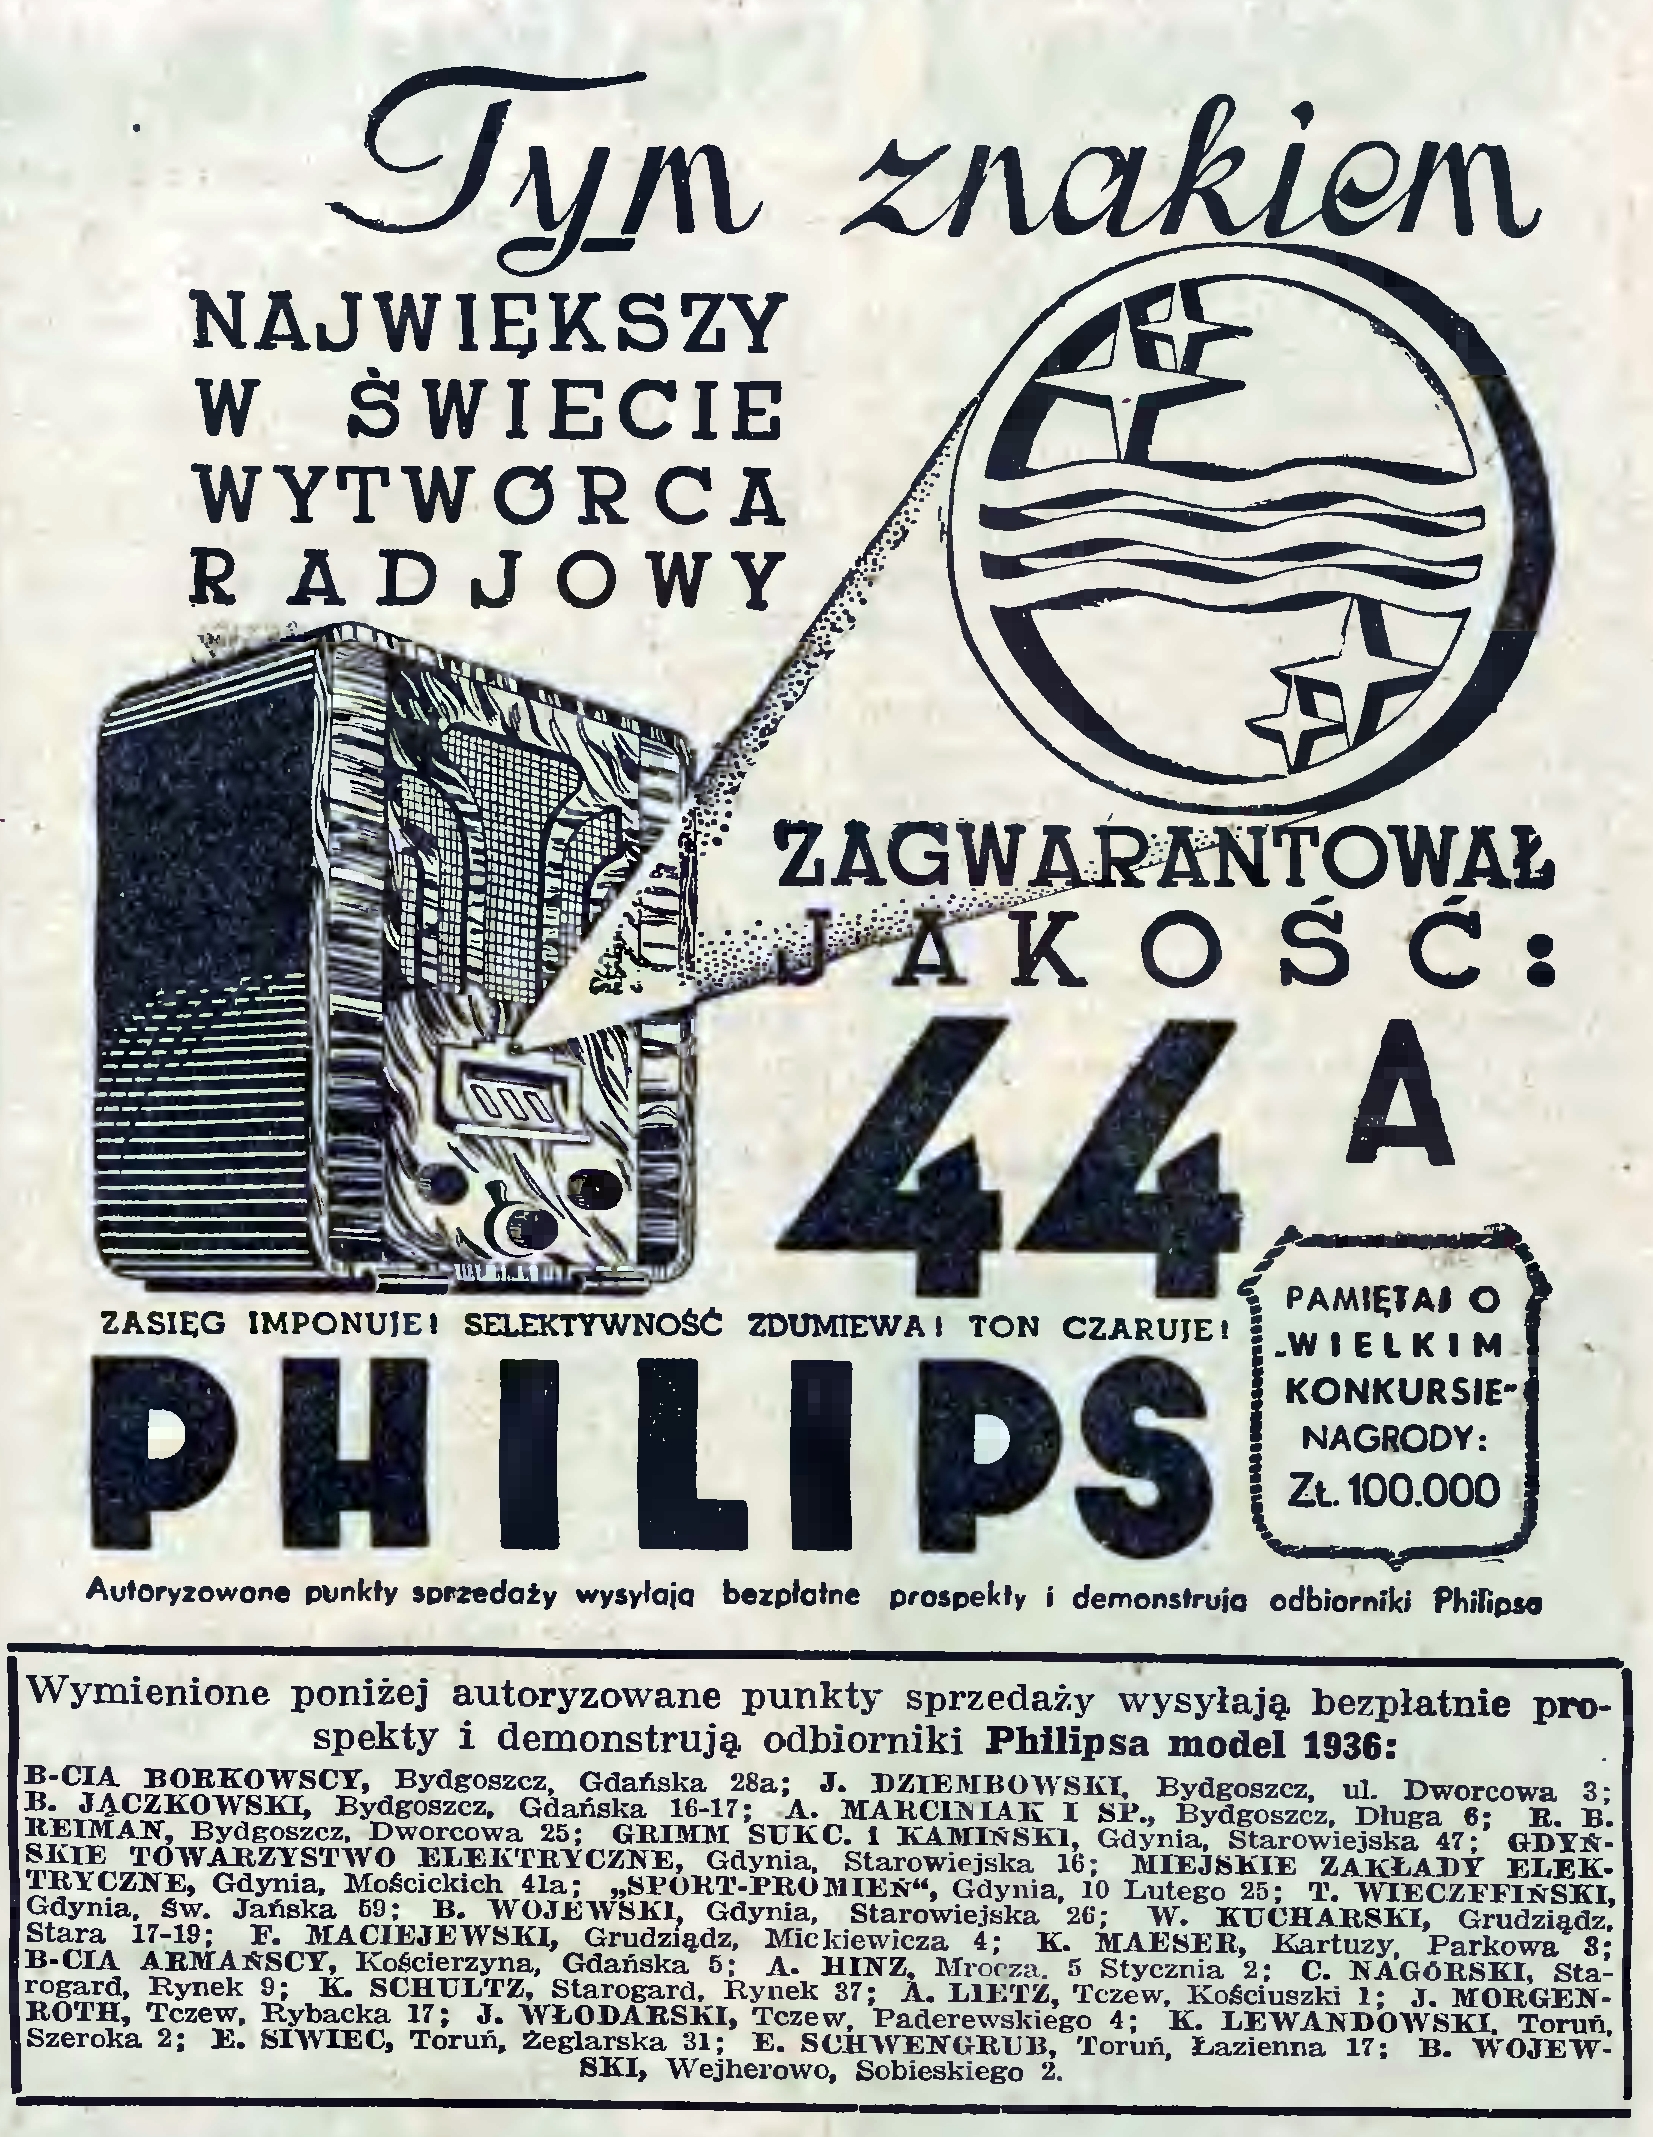 Tym znakiem
NAJWIĘKSZY
W ŚWIECIE
WYTWÓRCA
RADJOWY
ZAGWARANTOWAŁ
JAKOŚĆ:
44 A
ZASIĘG IMPONUJE! SELEKTYWNOŚĆ ZDUMIEWA! TON CZARUJE!
PHILIPS
PAMIĘTAJ O
WIELKIM
KONKURSIE-
NAGRODY:
ZŁ. 100.000
Autoryzowane punkty sprzedaży wysyłają bezpłatne prospekty i demonstrują odbiorniki Philipsa
Wymienione poniżej autoryzowane punkty sprzedaży wysyłają bezpłatnie pro-
spekty i demonstrują odbiorniki Philipsa model 1936:
B-CIA BORKOWSCY, Bydgoszcz, Gdańska 28a; J. DZIEMBOWSKI, Bydgoszcz, ul. Dworcowa 3;
B. JĄCZKOWSKI, Bydgoszcz, Gdańska 16-17; A. MARCINIAK I SP., Bydgoszcz, Długa 6; R. B.
REIMAN, Bydgoszcz, Dworcowa 25; GRIMM SUKC. i KAMIŃSKI, Gdynia, Starowiejska 47; GDYŃ-
SKIE TOWARZYSTWO ELEKTRYCZNE, Gdynia, Starowiejska 16; MIEJSKIE ZAKŁADY ELEK-
TRYCZNE, Gdynia, Mościckich 41a; „SPORT-PROMIEŃ“, Gdynia, 10 Lutego 25; T. WIECZFFIŃSKI,
Gdynia, Św. Jańska 59; B. WOJEWSKI, Gdynia, Starowiejska 26; W. KUCHARSKI, Grudziądz,
Stara 17-19; F. MACIEJEWSKI, Grudziądz, Mickiewicza 4; K. MAESER, Kartuzy, Parkowa 3;
B-CIA ARMAŃSCY, Kościerzyna, Gdańska 5; A. HINZ, Mrocza, 5 Stycznia 2; C. NAGÓRSKI, Sta-
rogard, Rynek 9; K. SCHULTZ, Starogard, Rynek 37; A. LIETZ, Tczew, Kościuszki 1; J. MORGEN-
ROTH, Tczew, Rybacka 17; J. WŁODARSKI, Tczew, Paderewskiego 4; K. LEWANDOWSKI, Toruń,
Szeroka 2; E. SIWIEC, Toruń, Żeglarska 31; E. SCHWENGRUB, Toruń, Łazienna 17; B. WOJEW-
SKI, Wejherowo, Sobieskiego 2.